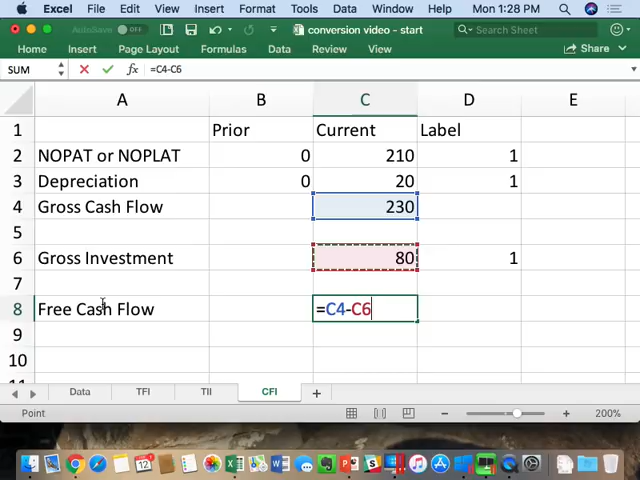 Excel File Edit View Insert Format Tools Data Window Help Mon 1:28 PM
AutoSave OFF conversion video - start Search Sheet
Home Insert Page Layout Formulas Data Review View Share
SUM fx =C4-C6
A B C D E
1 Prior Current Label
2 NOPAT or NOPLAT 0 210 1
3 Depreciation 0 20 1
4 Gross Cash Flow 230
5
6 Gross Investment 80 1
7
8 Free Cash Flow =C4-C6
9
10
11
Data TFI TII CFI
Point 200%